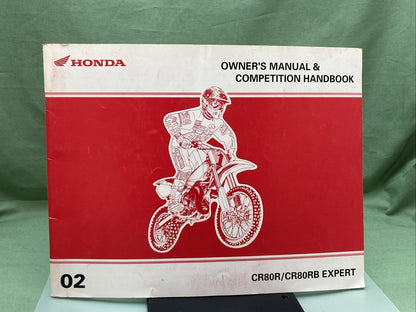 HONDA
OWNER'S MANUAL &
COMPETITION HANDBOOK
02
CR80R/CR80RB EXPERT